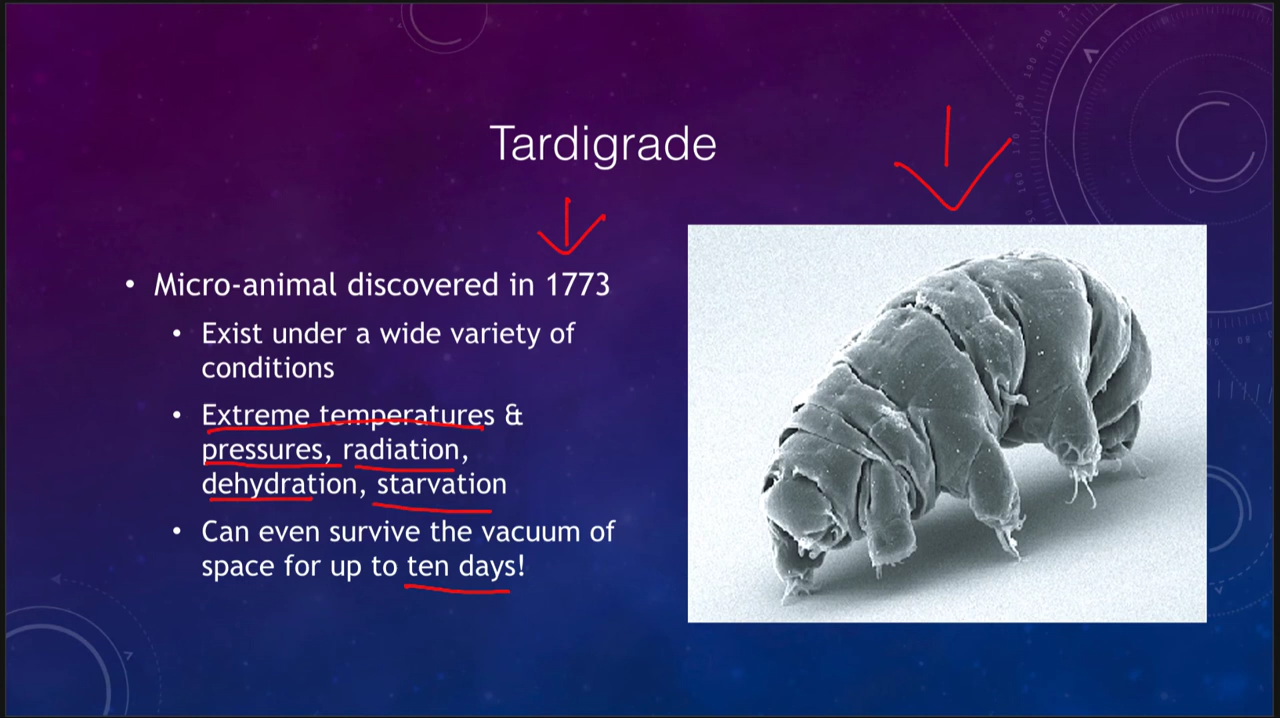 Tardigrade
• Micro-animal discovered in 1773
• Exist under a wide variety of
conditions
• Extreme temperatures &
pressures, radiation,
dehydration, starvation
• Can even survive the vacuum of
space for up to ten days!